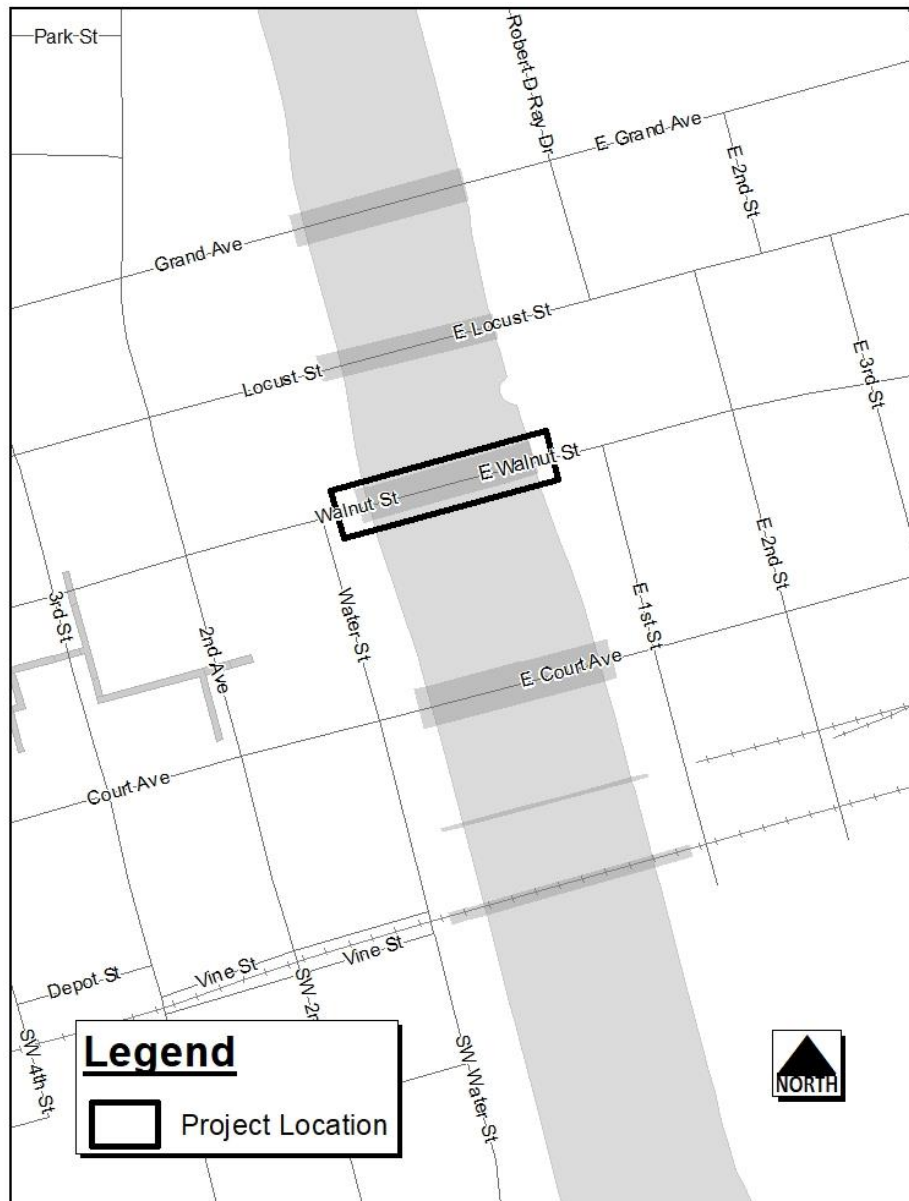 Park St
Robert D Ray Dr
E Grand Ave
E 2nd St
Grand Ave
E Locust St
Locust St
E 3rd St
E Walnut St
Walnut St
3rd St
2nd Ave
Water St
E 1st St
E 2nd St
E Court Ave
Court Ave
Depot St
Vine St
Vine St
SW 4th St
SW 2n
SW Water St
Legend
Project Location
NORTH